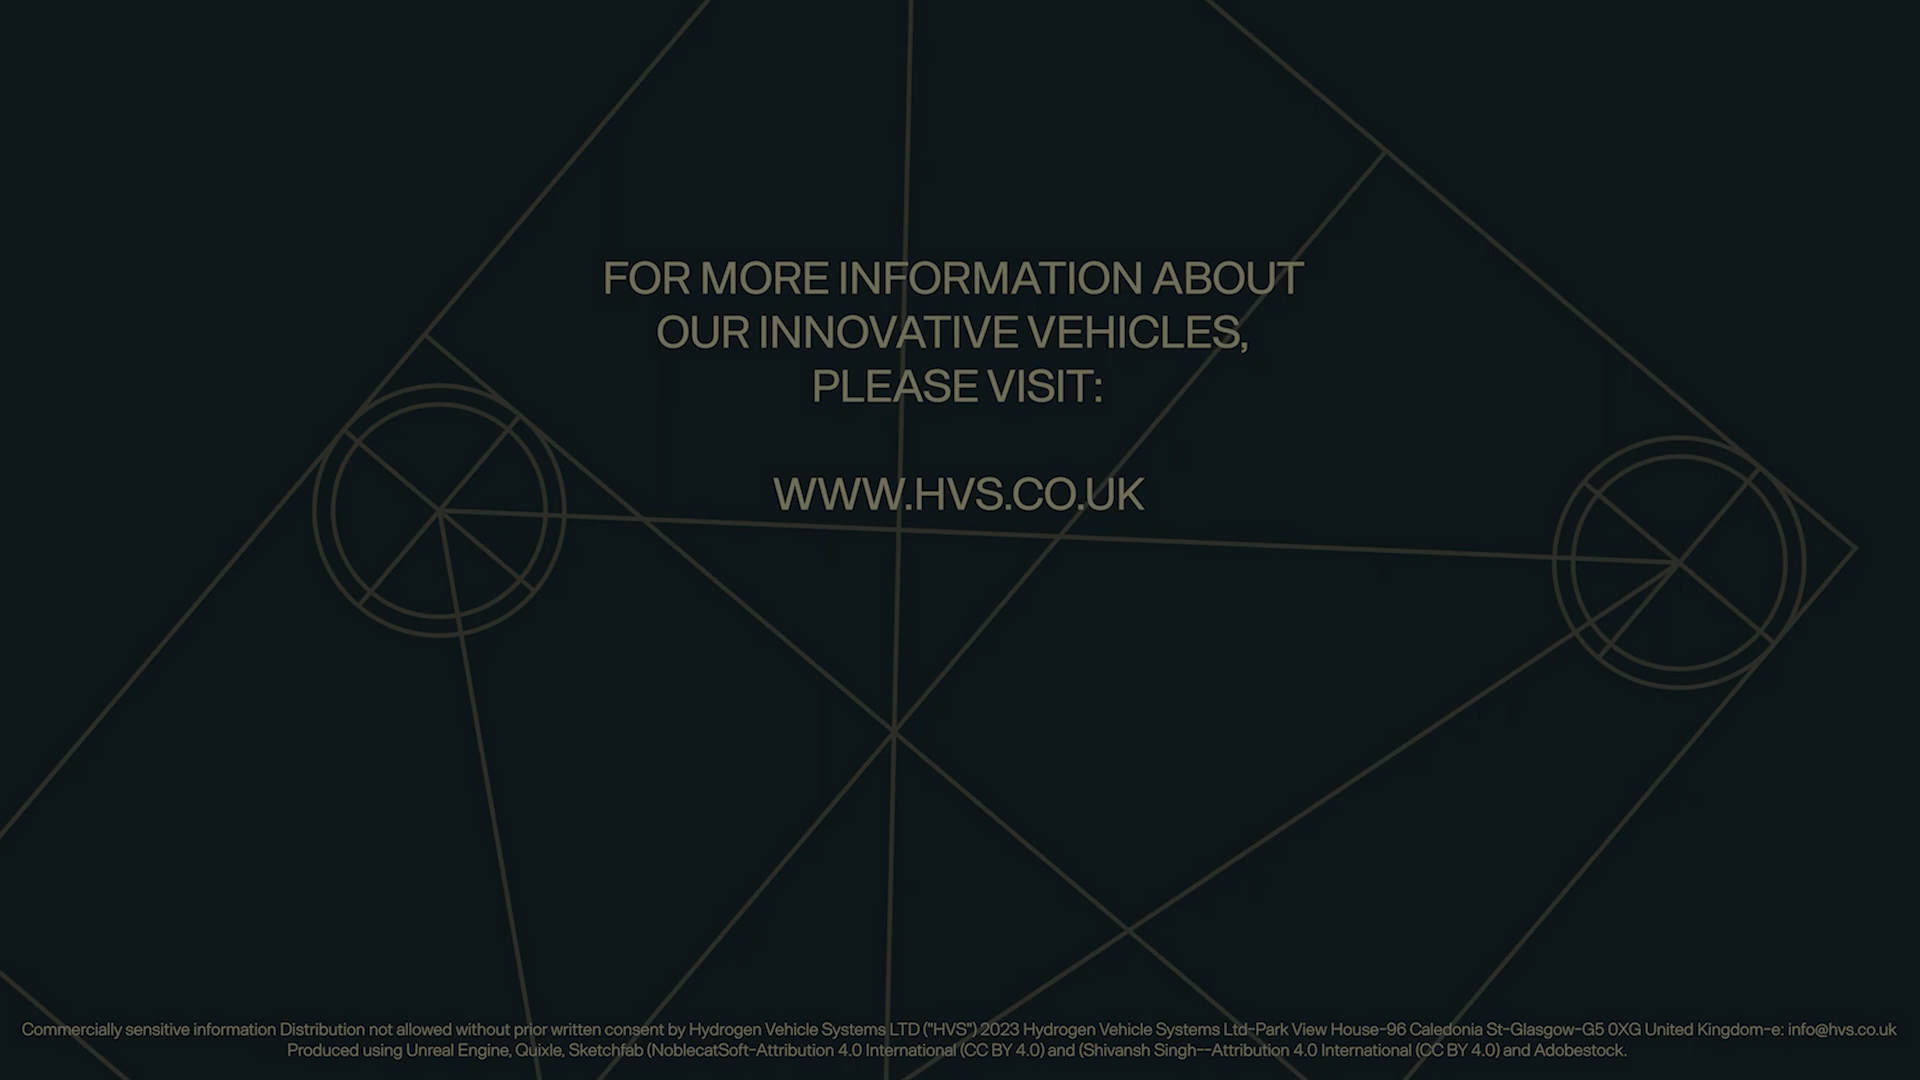 FOR MORE INFORMATION ABOUT
OUR INNOVATIVE VEHICLES,
PLEASE VISIT:
WWW.HVS.CO.UK
Commercially sensitive information Distribution not allowed without prior written consent by Hydrogen Vehicle Systems LTD ("HVS") 2023 Hydrogen Vehicle Systems Ltd-Park View House-96 Caledonia St-Glasgow-G5 0XG United Kingdom-e: info@hvs.co.uk
Produced using Unreal Engine, Quixle, Sketchfab (NoblecatSoft-Attribution 4.0 International (CC BY 4.0) and (Shivansh Singh--Attribution 4.0 International (CC BY 4.0) and Adobestock.